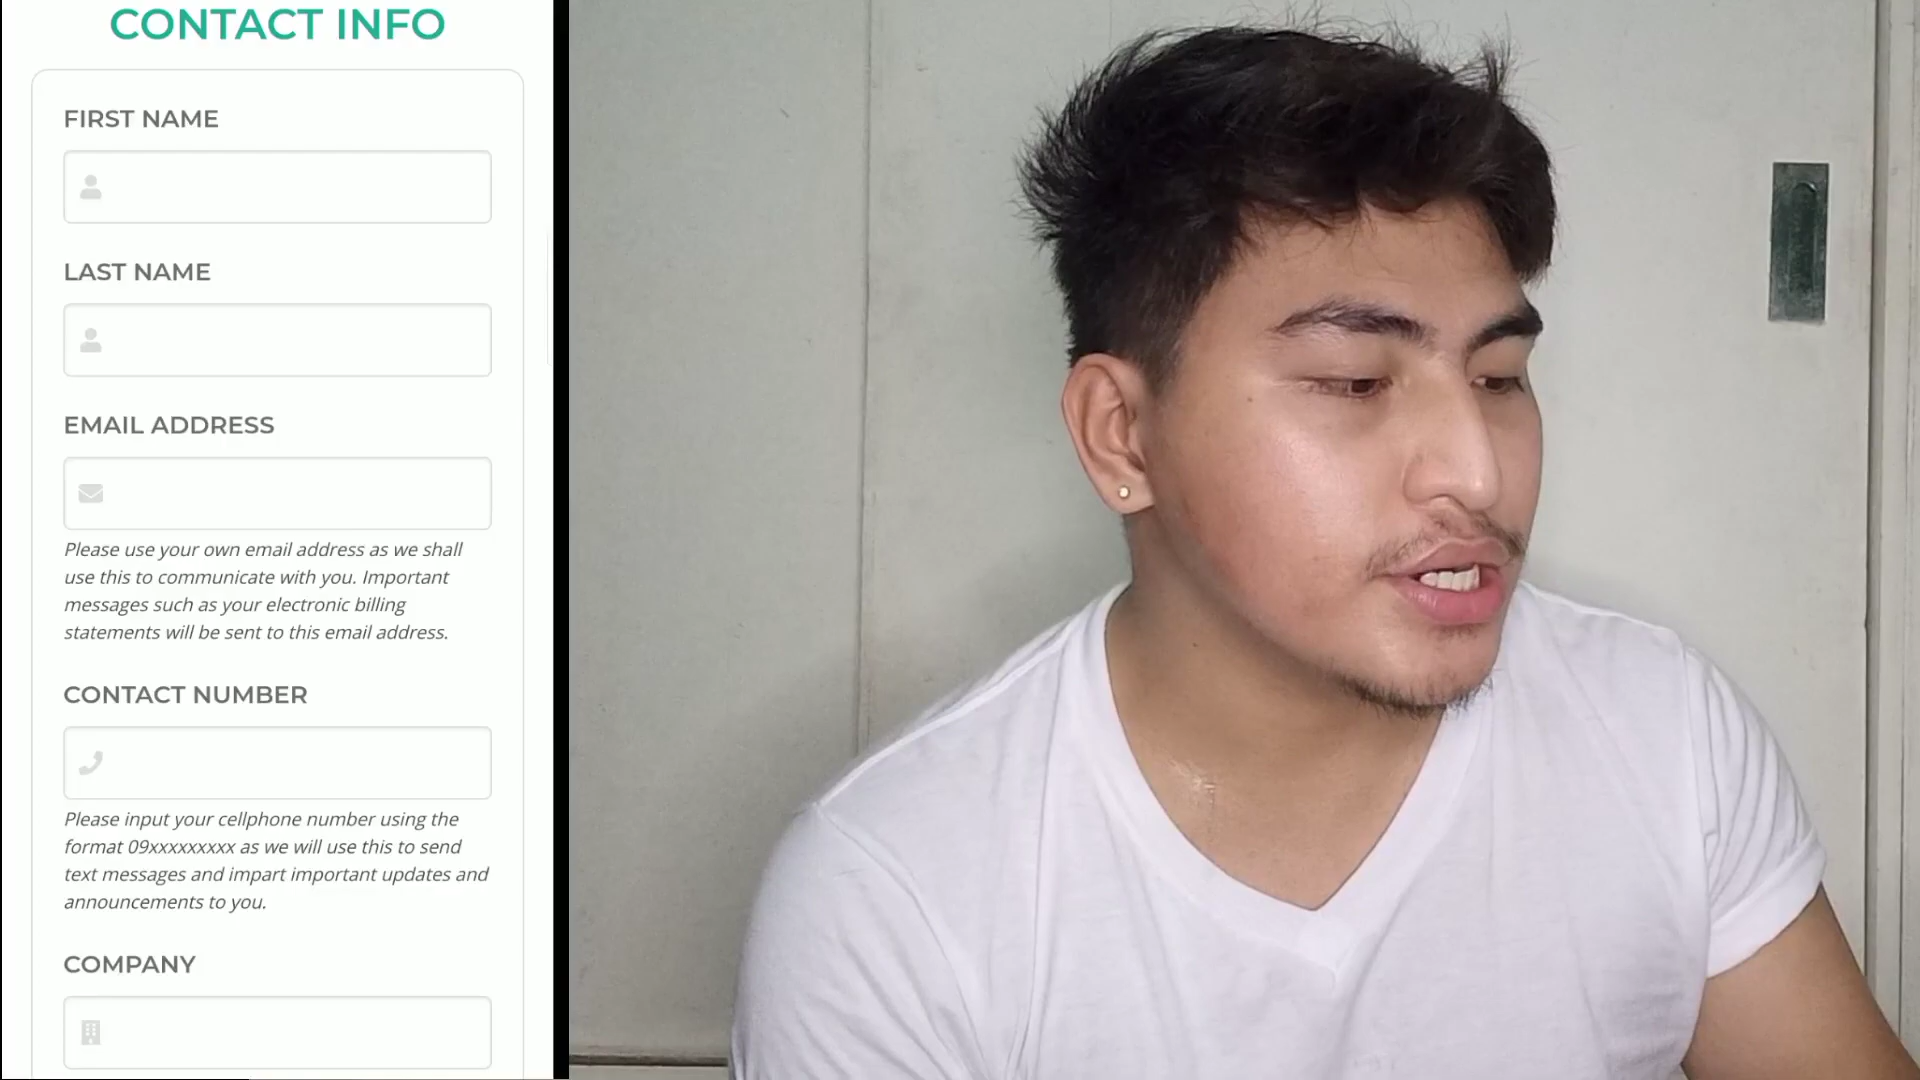 CONTACT INFO
FIRST NAME
LAST NAME
EMAIL ADDRESS
Please use your own email address as we shall
use this to communicate with you. Important
messages such as your electronic billing
statements will be sent to this email address.
CONTACT NUMBER
Please input your cellphone number using the
format 09xxxxxxxxx as we will use this to send
text messages and impart important updates and
announcements to you.
COMPANY